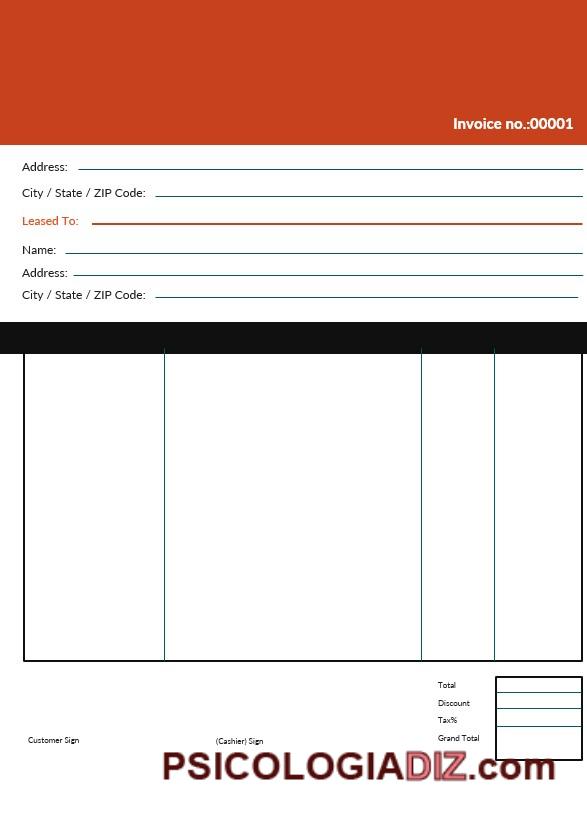 Invoice no.:00001
Address:
City / State / ZIP Code:
Leased To:
Name:
Address:
City / State / ZIP Code:
Total
Discount
Tax%
Grand Total
Customer Sign
(Cashier) Sign
PSICOLOGIADIZ.com